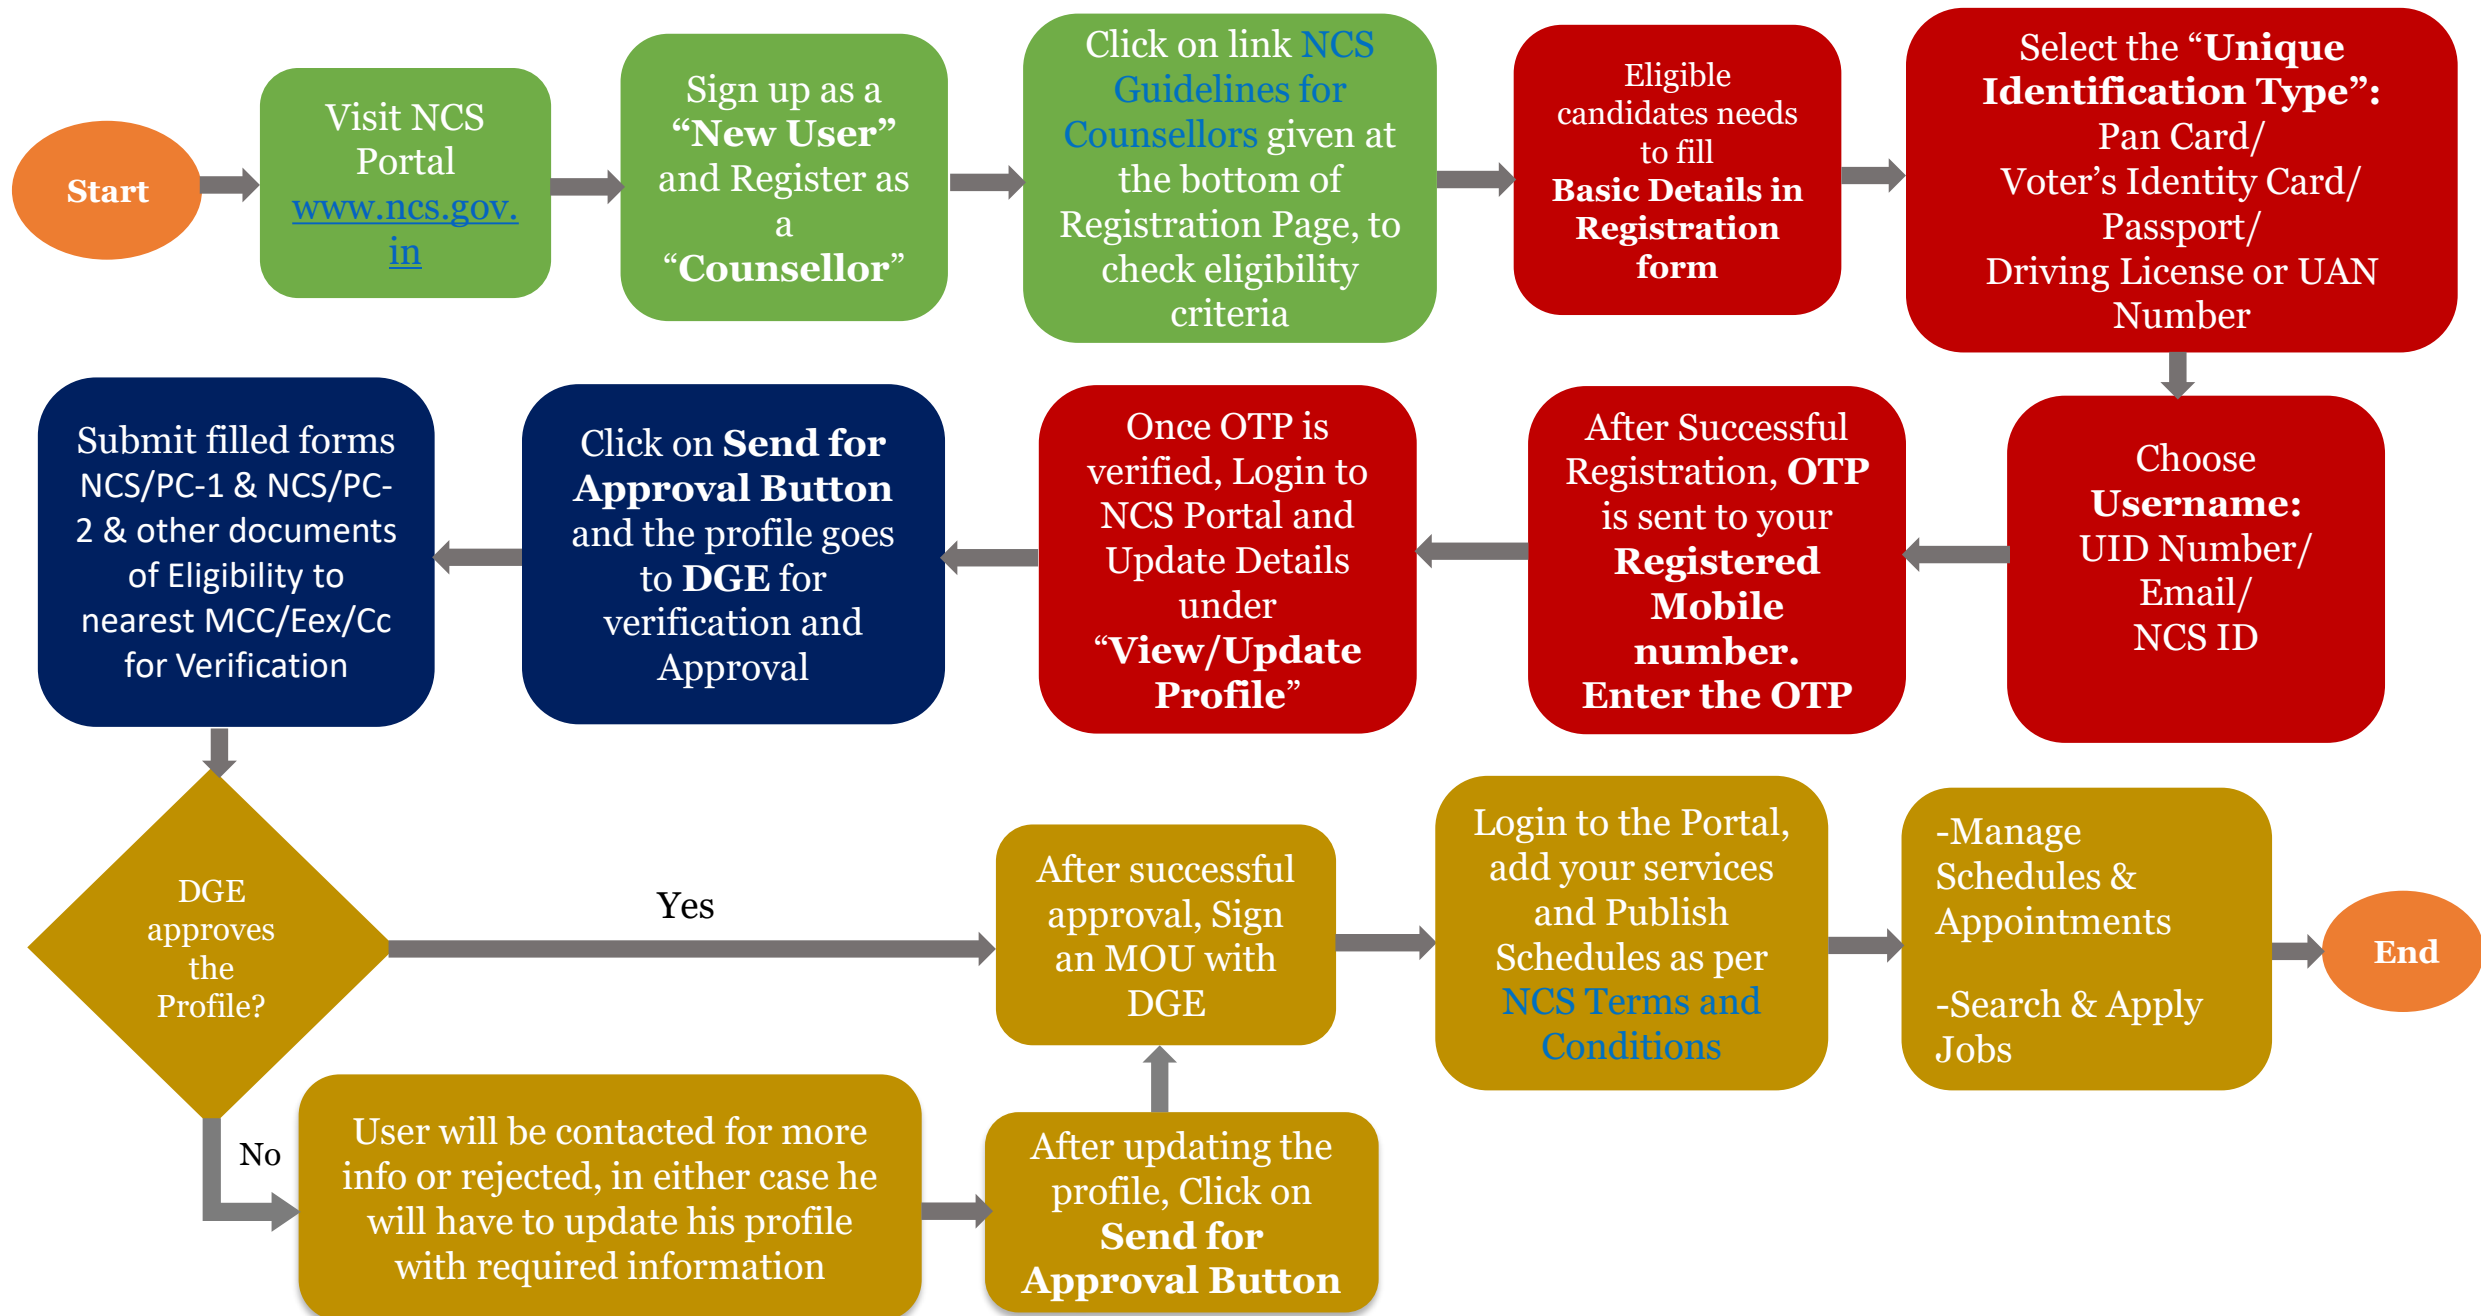 Start
Visit NCS
Portal
www.ncs.gov.
in
Sign up as a
“New User”
and Register as
a
“Counsellor”
Click on link NCS
Guidelines for
Counsellors given at
the bottom of
Registration Page, to
check eligibility
criteria
Eligible
candidates needs
to fill
Basic Details in
Registration
form
Select the “Unique
Identification Type”:
Pan Card/
Voter’s Identity Card/
Passport/
Driving License or UAN
Number
Choose
Username:
UID Number/
Email/
NCS ID
After Successful
Registration, OTP
is sent to your
Registered
Mobile
number.
Enter the OTP
Once OTP is
verified, Login to
NCS Portal and
Update Details
under
“View/Update
Profile”
Click on Send for
Approval Button
and the profile goes
to DGE for
verification and
Approval
Submit filled forms
NCS/PC-1 & NCS/PC-
2 & other documents
of Eligibility to
nearest MCC/Eex/Cc
for Verification
DGE
approves
the
Profile?
Yes
No
User will be contacted for more
info or rejected, in either case he
will have to update his profile
with required information
After updating the
profile, Click on
Send for
Approval Button
After successful
approval, Sign
an MOU with
DGE
Login to the Portal,
add your services
and Publish
Schedules as per
NCS Terms and
Conditions
-Manage
Schedules &
Appointments
-Search & Apply
Jobs
End